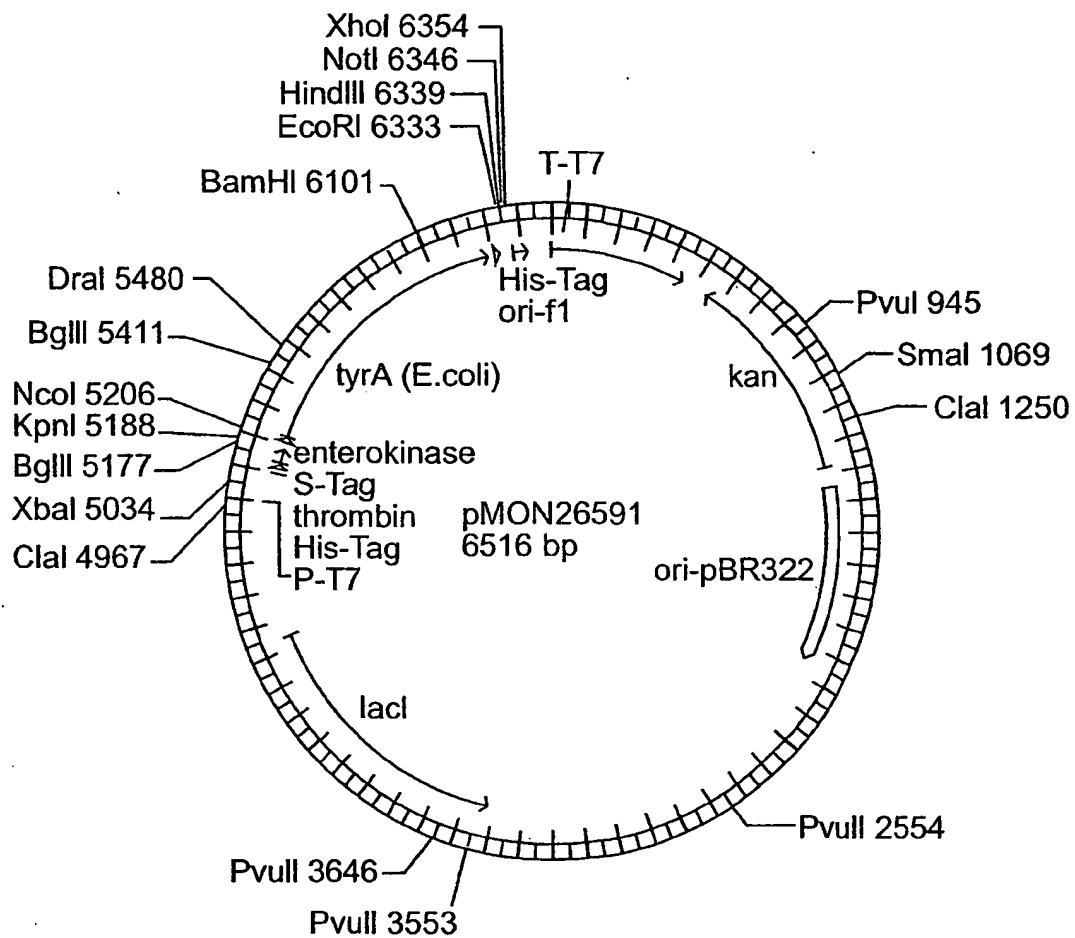 XhoI 6354
NotI 6346
HindIII 6339
EcoRI 6333
BamHI 6101
T-T7
DraI 5480
BglII 5411
NcoI 5206
KpnI 5188
BglII 5177
XbaI 5034
ClaI 4967
His-Tag
ori-f1
tyrA (E.coli)
kan
PvuI 945
SmaI 1069
ClaI 1250
enterokinase
S-Tag
thrombin
His-Tag
P-T7
pMON26591
6516 bp
ori-pBR322
lacI
PvuII 2554
PvuII 3646
PvuII 3553